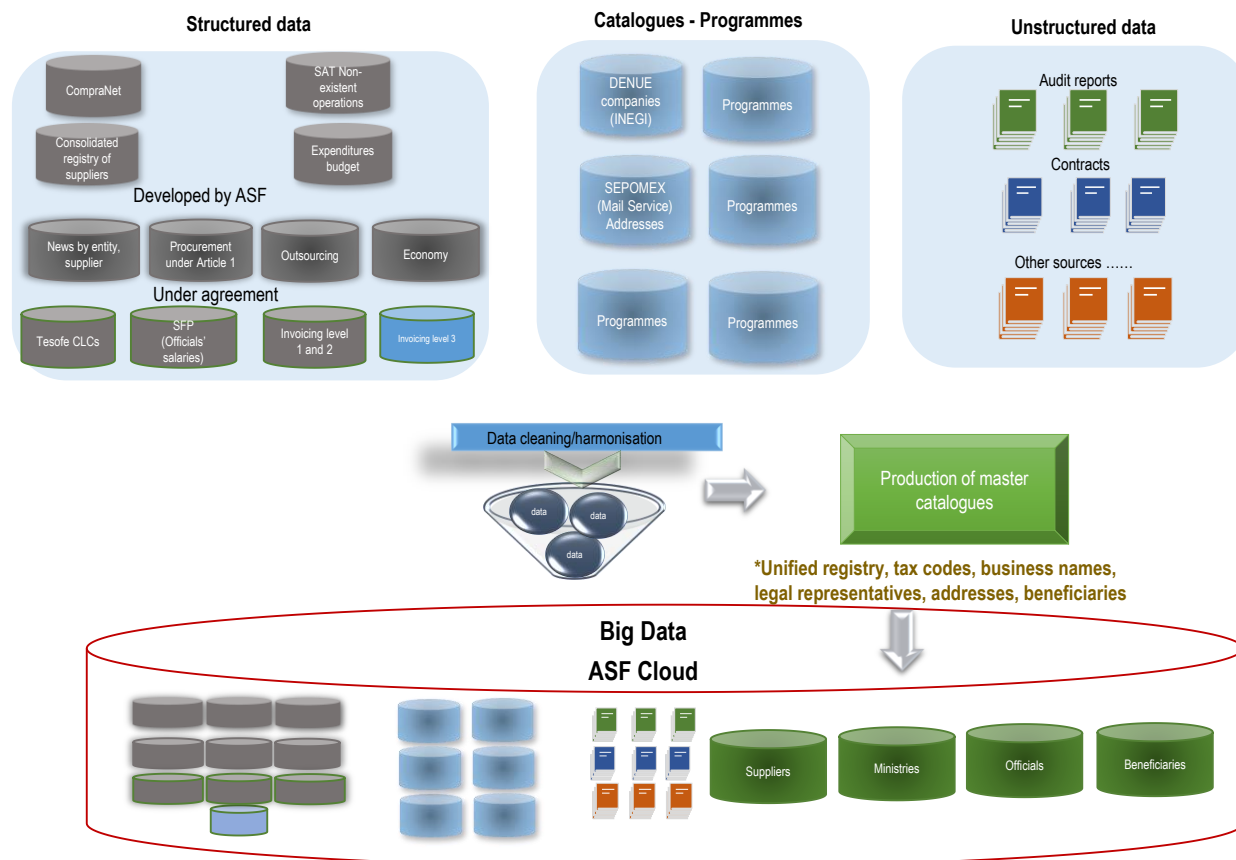 Structured data
Catalogues - Programmes
Unstructured data
CompraNet
SAT Non-
existent
operations
Consolidated
registry of
suppliers
Expenditures
budget
Developed by ASF
News by entity,
supplier
Procurement
under Article 1
Outsourcing
Economy
Under agreement
Tesofe CLCs
SFP
(Officials'
salaries)
Invoicing level
1 and 2
Invoicing level 3
DENUE
companies
(INEGI)
Programmes
SEPOMEX
(Mail Service)
Addresses
Programmes
Programmes
Programmes
Audit reports
Contracts
Other sources ......
Data cleaning/harmonisation
data
data
data
Production of master
catalogues
*Unified registry, tax codes, business names,
legal representatives, addresses, beneficiaries
Big Data
ASF Cloud
Suppliers
Ministries
Officials
Beneficiaries